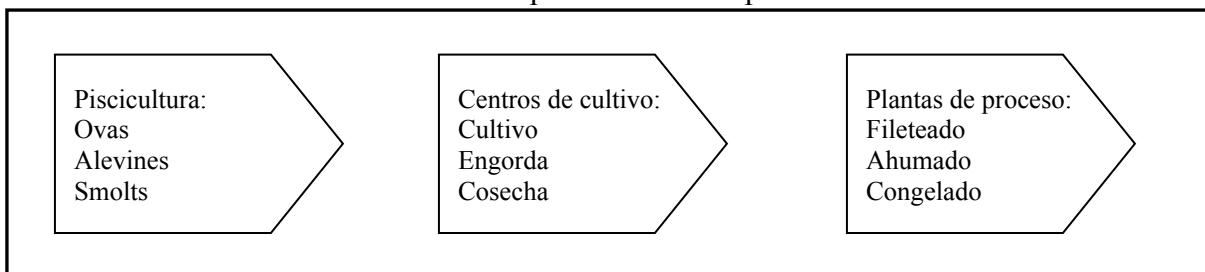 Piscicultura:
Ovas
Alevines
Smolts
Centros de cultivo:
Cultivo
Engorda
Cosecha
Plantas de proceso:
Fileteado
Ahumado
Congelado